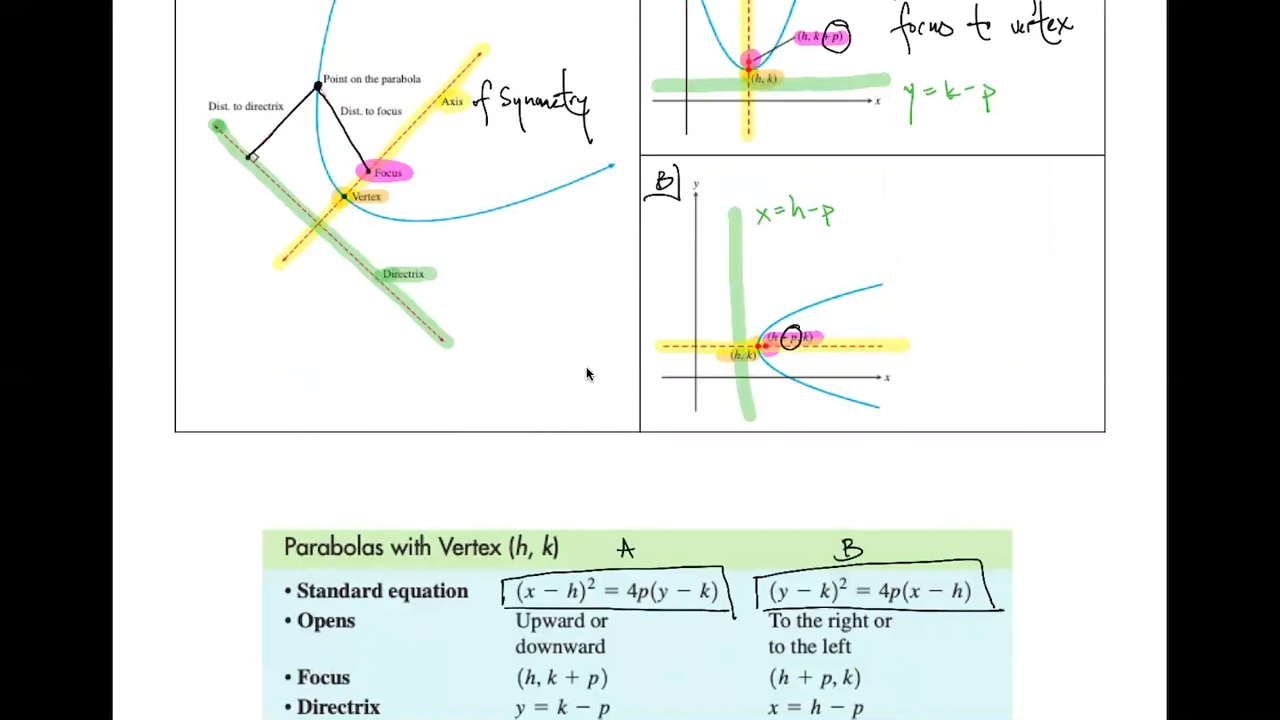 Point on the parabola
Dist. to directrix
Dist. to focus
Axis of Symmetry
Focus
Vertex
Directrix
(h, k + p)
focus to vertex
(h, k)
y = k - p
x
B
y
x = h - p
(h + p, k)
(h, k)
x
Parabolas with Vertex (h, k) A B
• Standard equation (x − h)² = 4p(y − k) (y − k)² = 4p(x − h)
• Opens Upward or To the right or
downward to the left
• Focus (h, k + p) (h + p, k)
• Directrix y = k − p x = h − p